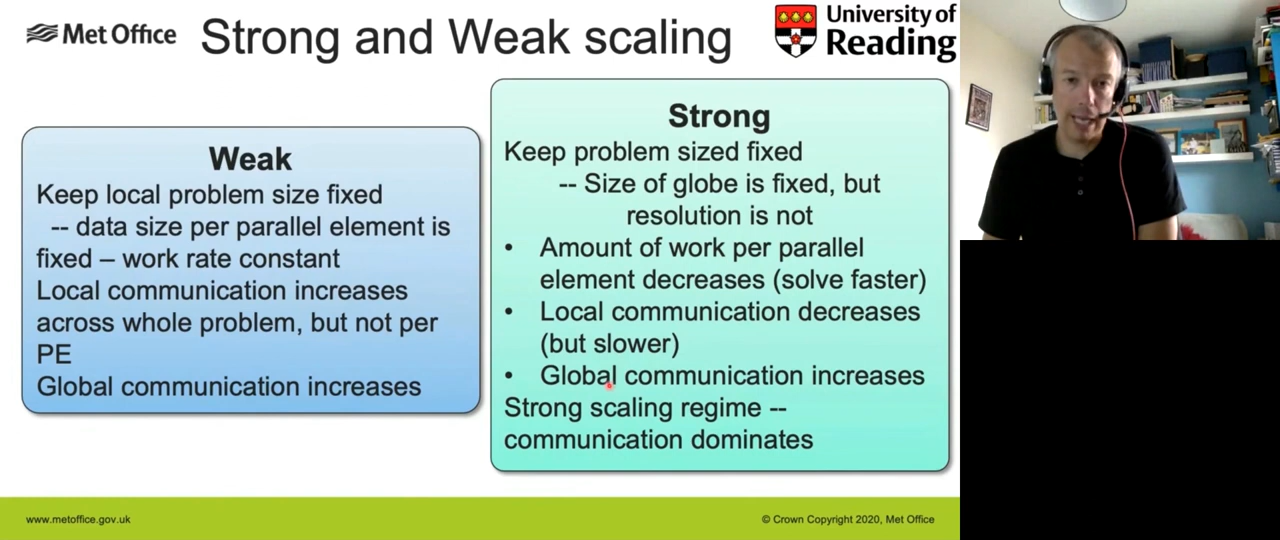 Met Office
Strong and Weak scaling
University of
Reading
Weak
Keep local problem size fixed
-- data size per parallel element is
fixed – work rate constant
Local communication increases
across whole problem, but not per
PE
Global communication increases
Strong
Keep problem sized fixed
-- Size of globe is fixed, but
resolution is not
• Amount of work per parallel
element decreases (solve faster)
• Local communication decreases
(but slower)
• Global communication increases
Strong scaling regime --
communication dominates
www.metoffice.gov.uk
© Crown Copyright 2020, Met Office